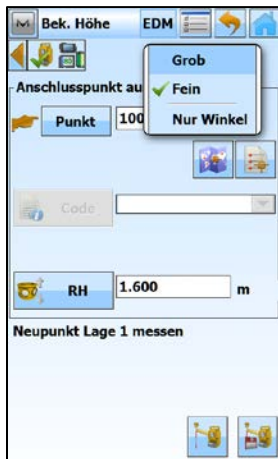 Bek. Höhe EDM
Grob
Fein
Nur Winkel
Anschlusspunkt au
Punkt 100
Code
RH 1.600 m
Neupunkt Lage 1 messen